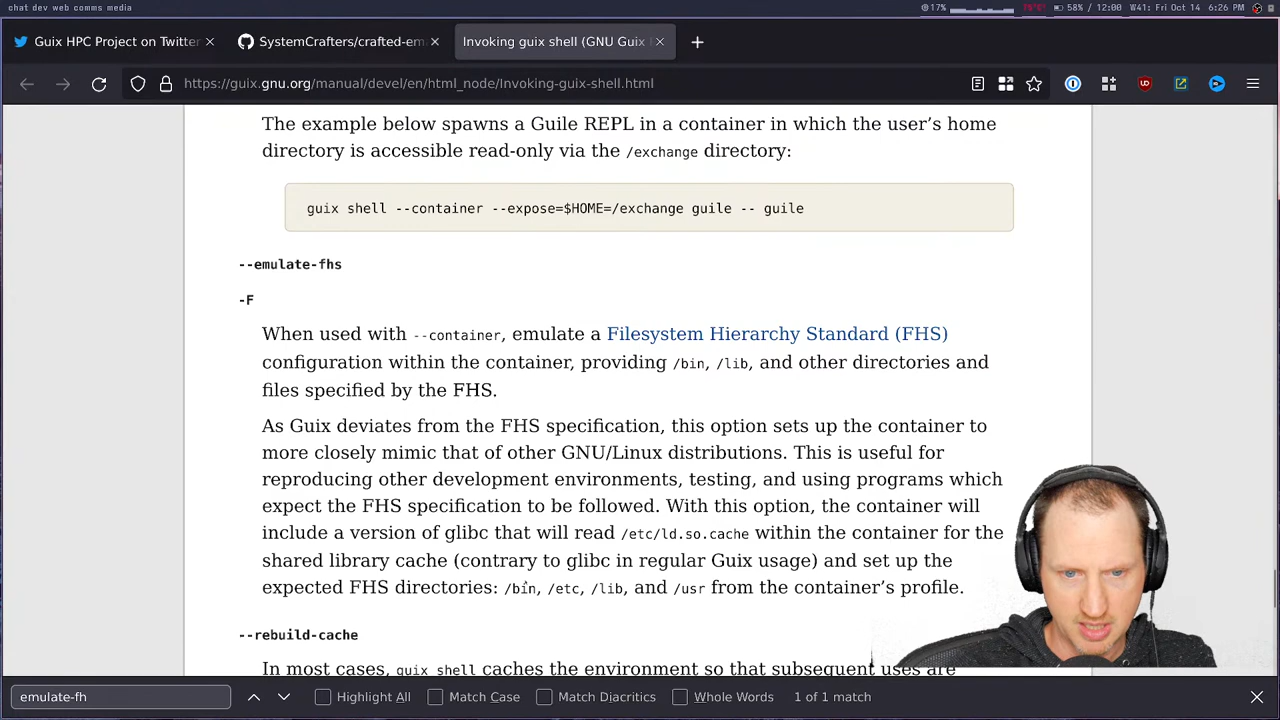 chat dev web comms media
17%
58% / 12:00
W41: Fri Oct 14
6:26 PM
Guix HPC Project on Twitter
SystemCrafters/crafted-em
Invoking guix shell (GNU Guix
https://guix.gnu.org/manual/devel/en/html_node/Invoking-guix-shell.html
The example below spawns a Guile REPL in a container in which the user’s home
directory is accessible read-only via the /exchange directory:
guix shell --container --expose=$HOME=/exchange guile -- guile
--emulate-fhs
-F
When used with --container, emulate a Filesystem Hierarchy Standard (FHS)
configuration within the container, providing /bin, /lib, and other directories and
files specified by the FHS.
As Guix deviates from the FHS specification, this option sets up the container to
more closely mimic that of other GNU/Linux distributions. This is useful for
reproducing other development environments, testing, and using programs which
expect the FHS specification to be followed. With this option, the container will
include a version of glibc that will read /etc/ld.so.cache within the container for the
shared library cache (contrary to glibc in regular Guix usage) and set up the
expected FHS directories: /bin, /etc, /lib, and /usr from the container’s profile.
--rebuild-cache
In most cases, guix shell caches the environment so that subsequent uses are
emulate-fh
Highlight All
Match Case
Match Diacritics
Whole Words
1 of 1 match